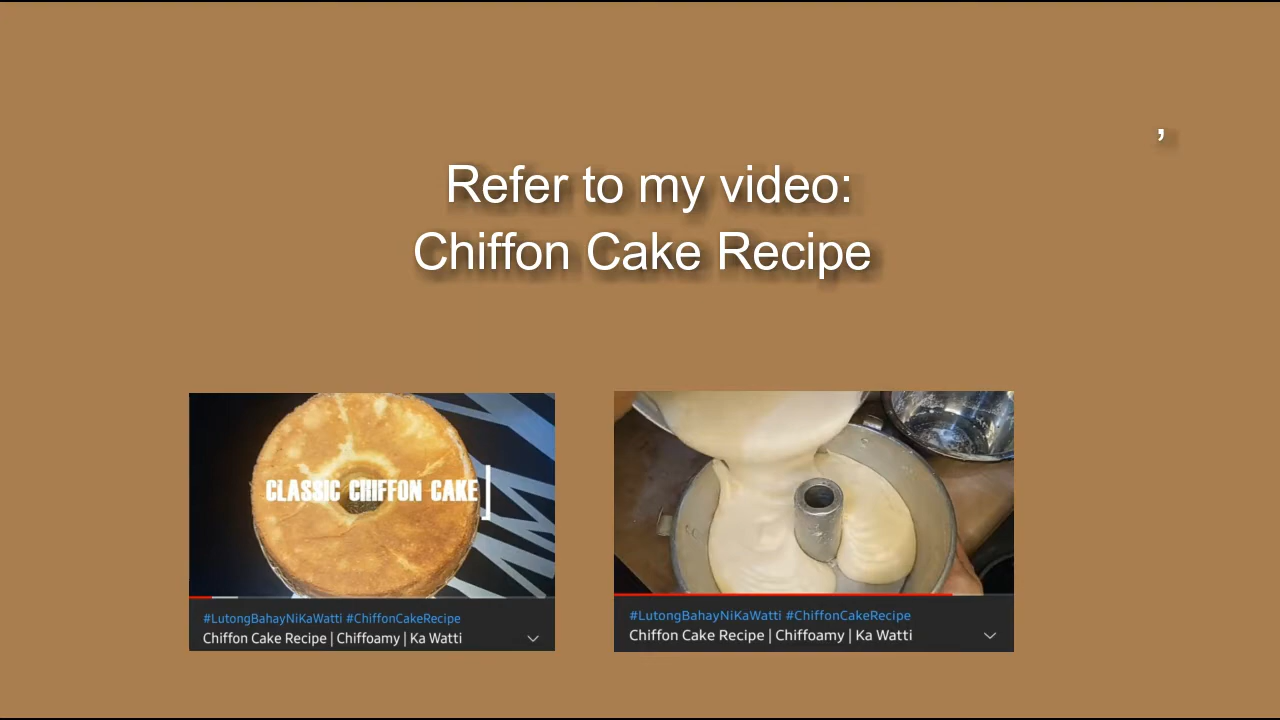 ,
Refer to my video:
Chiffon Cake Recipe
CLASSIC CHIFFON CAKE
#LutongBahayNiKaWatti #ChiffonCakeRecipe
Chiffon Cake Recipe | Chiffoamy | Ka Watti
#LutongBahayNiKaWatti #ChiffonCakeRecipe
Chiffon Cake Recipe | Chiffoamy | Ka Watti